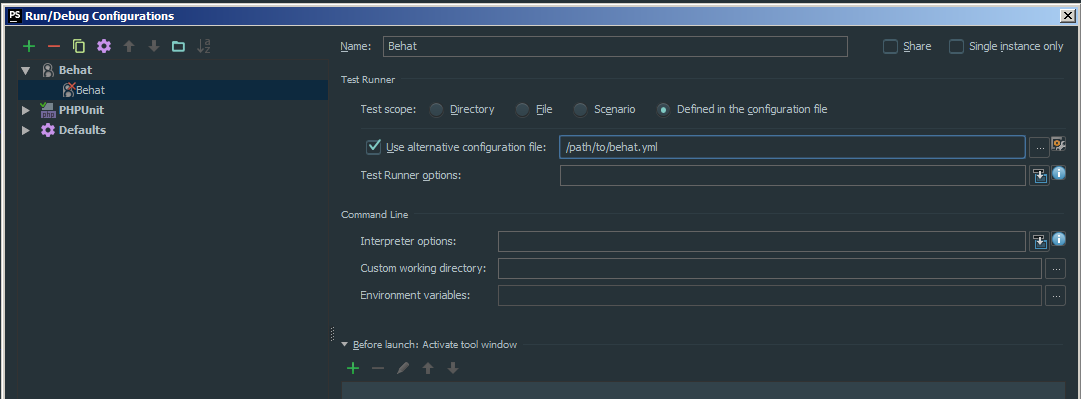 PS Run/Debug Configurations
Name: Behat Share Single instance only
Behat
Behat
PHPUnit
Defaults
Test Runner
Test scope: Directory File Scenario Defined in the configuration file
Use alternative configuration file: /path/to/behat.yml ...
Test Runner options:
Command Line
Interpreter options:
Custom working directory: ...
Environment variables: ...
Before launch: Activate tool window